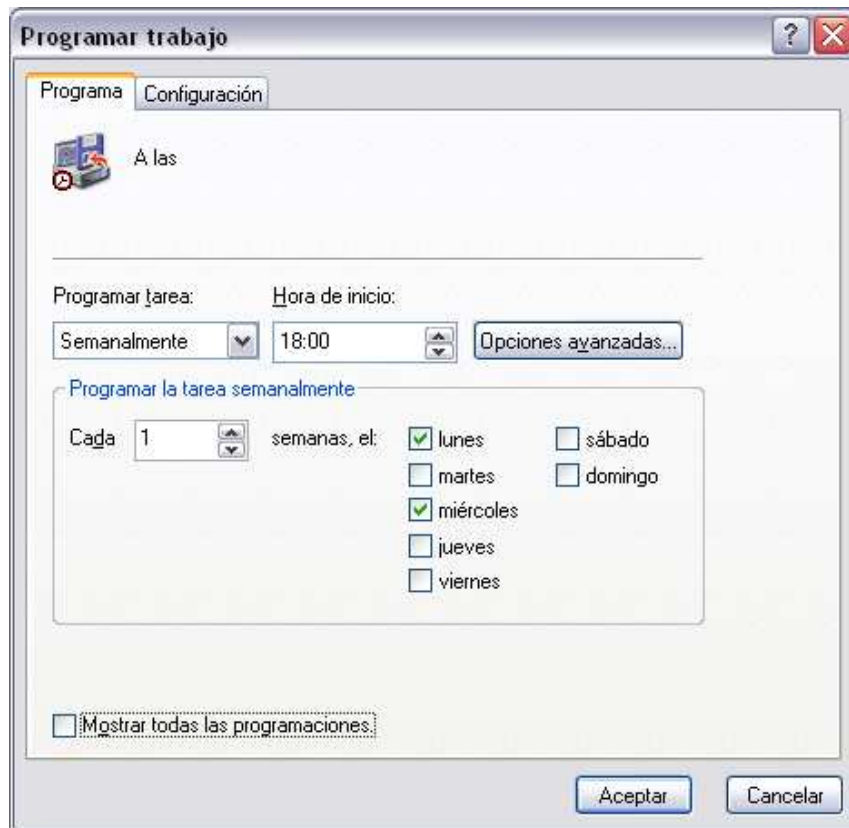 Programar trabajo
?
Programa Configuración
A las
Programar tarea: Hora de inicio:
Semanalmente 18:00 Opciones avanzadas...
Programar la tarea semanalmente
Cada 1 semanas, el: lunes sábado
martes domingo
miércoles
jueves
viernes
Mostrar todas las programaciones.
Aceptar Cancelar